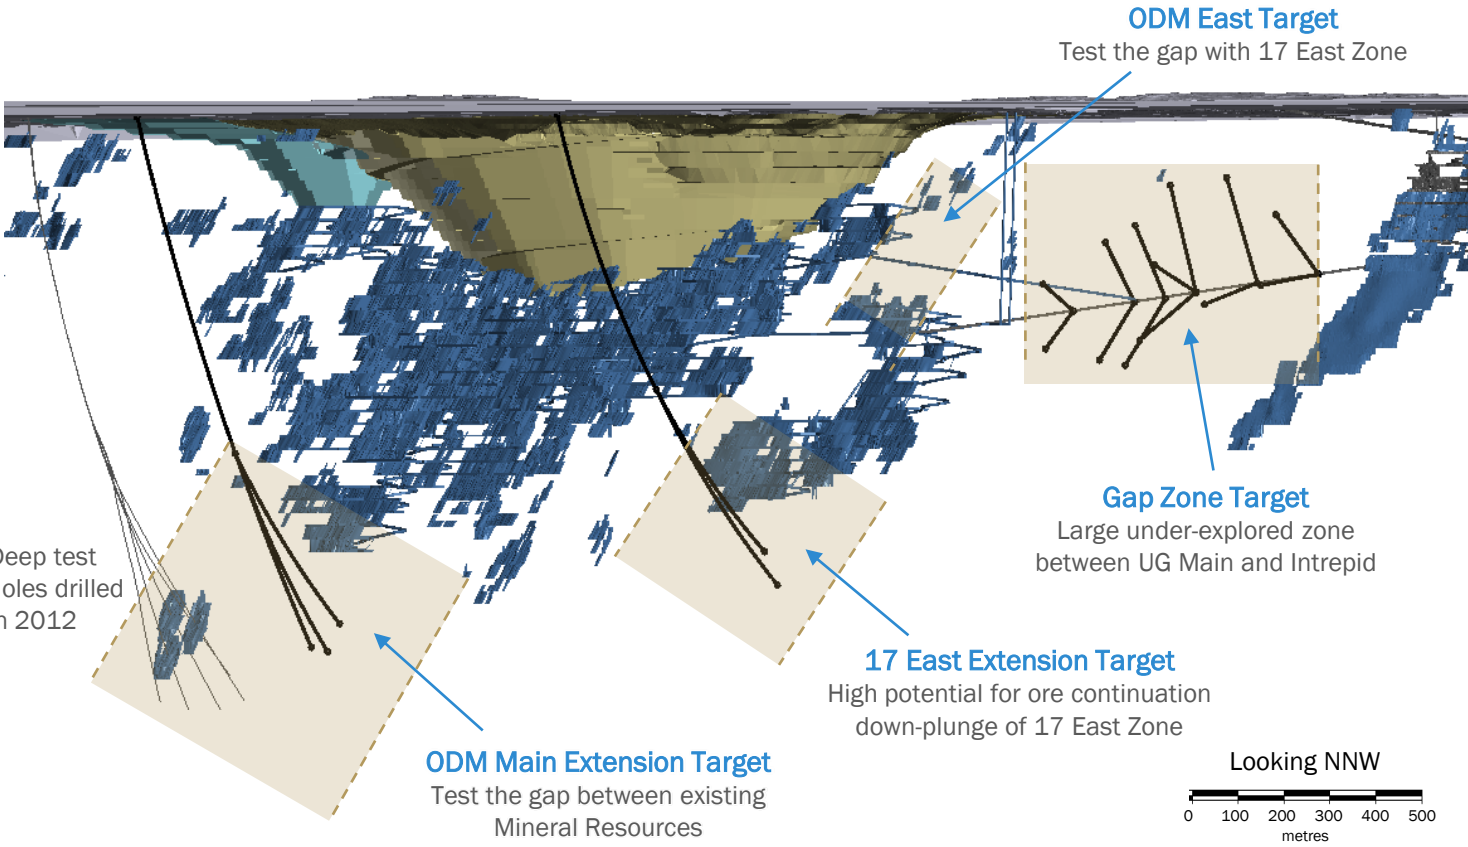 ODM East Target
Test the gap with 17 East Zone
Gap Zone Target
Large under-explored zone
between UG Main and Intrepid
Deep test
oles drilled
n 2012
17 East Extension Target
High potential for ore continuation
down-plunge of 17 East Zone
ODM Main Extension Target
Test the gap between existing
Mineral Resources
Looking NNW
0 100 200 300 400 500
metres